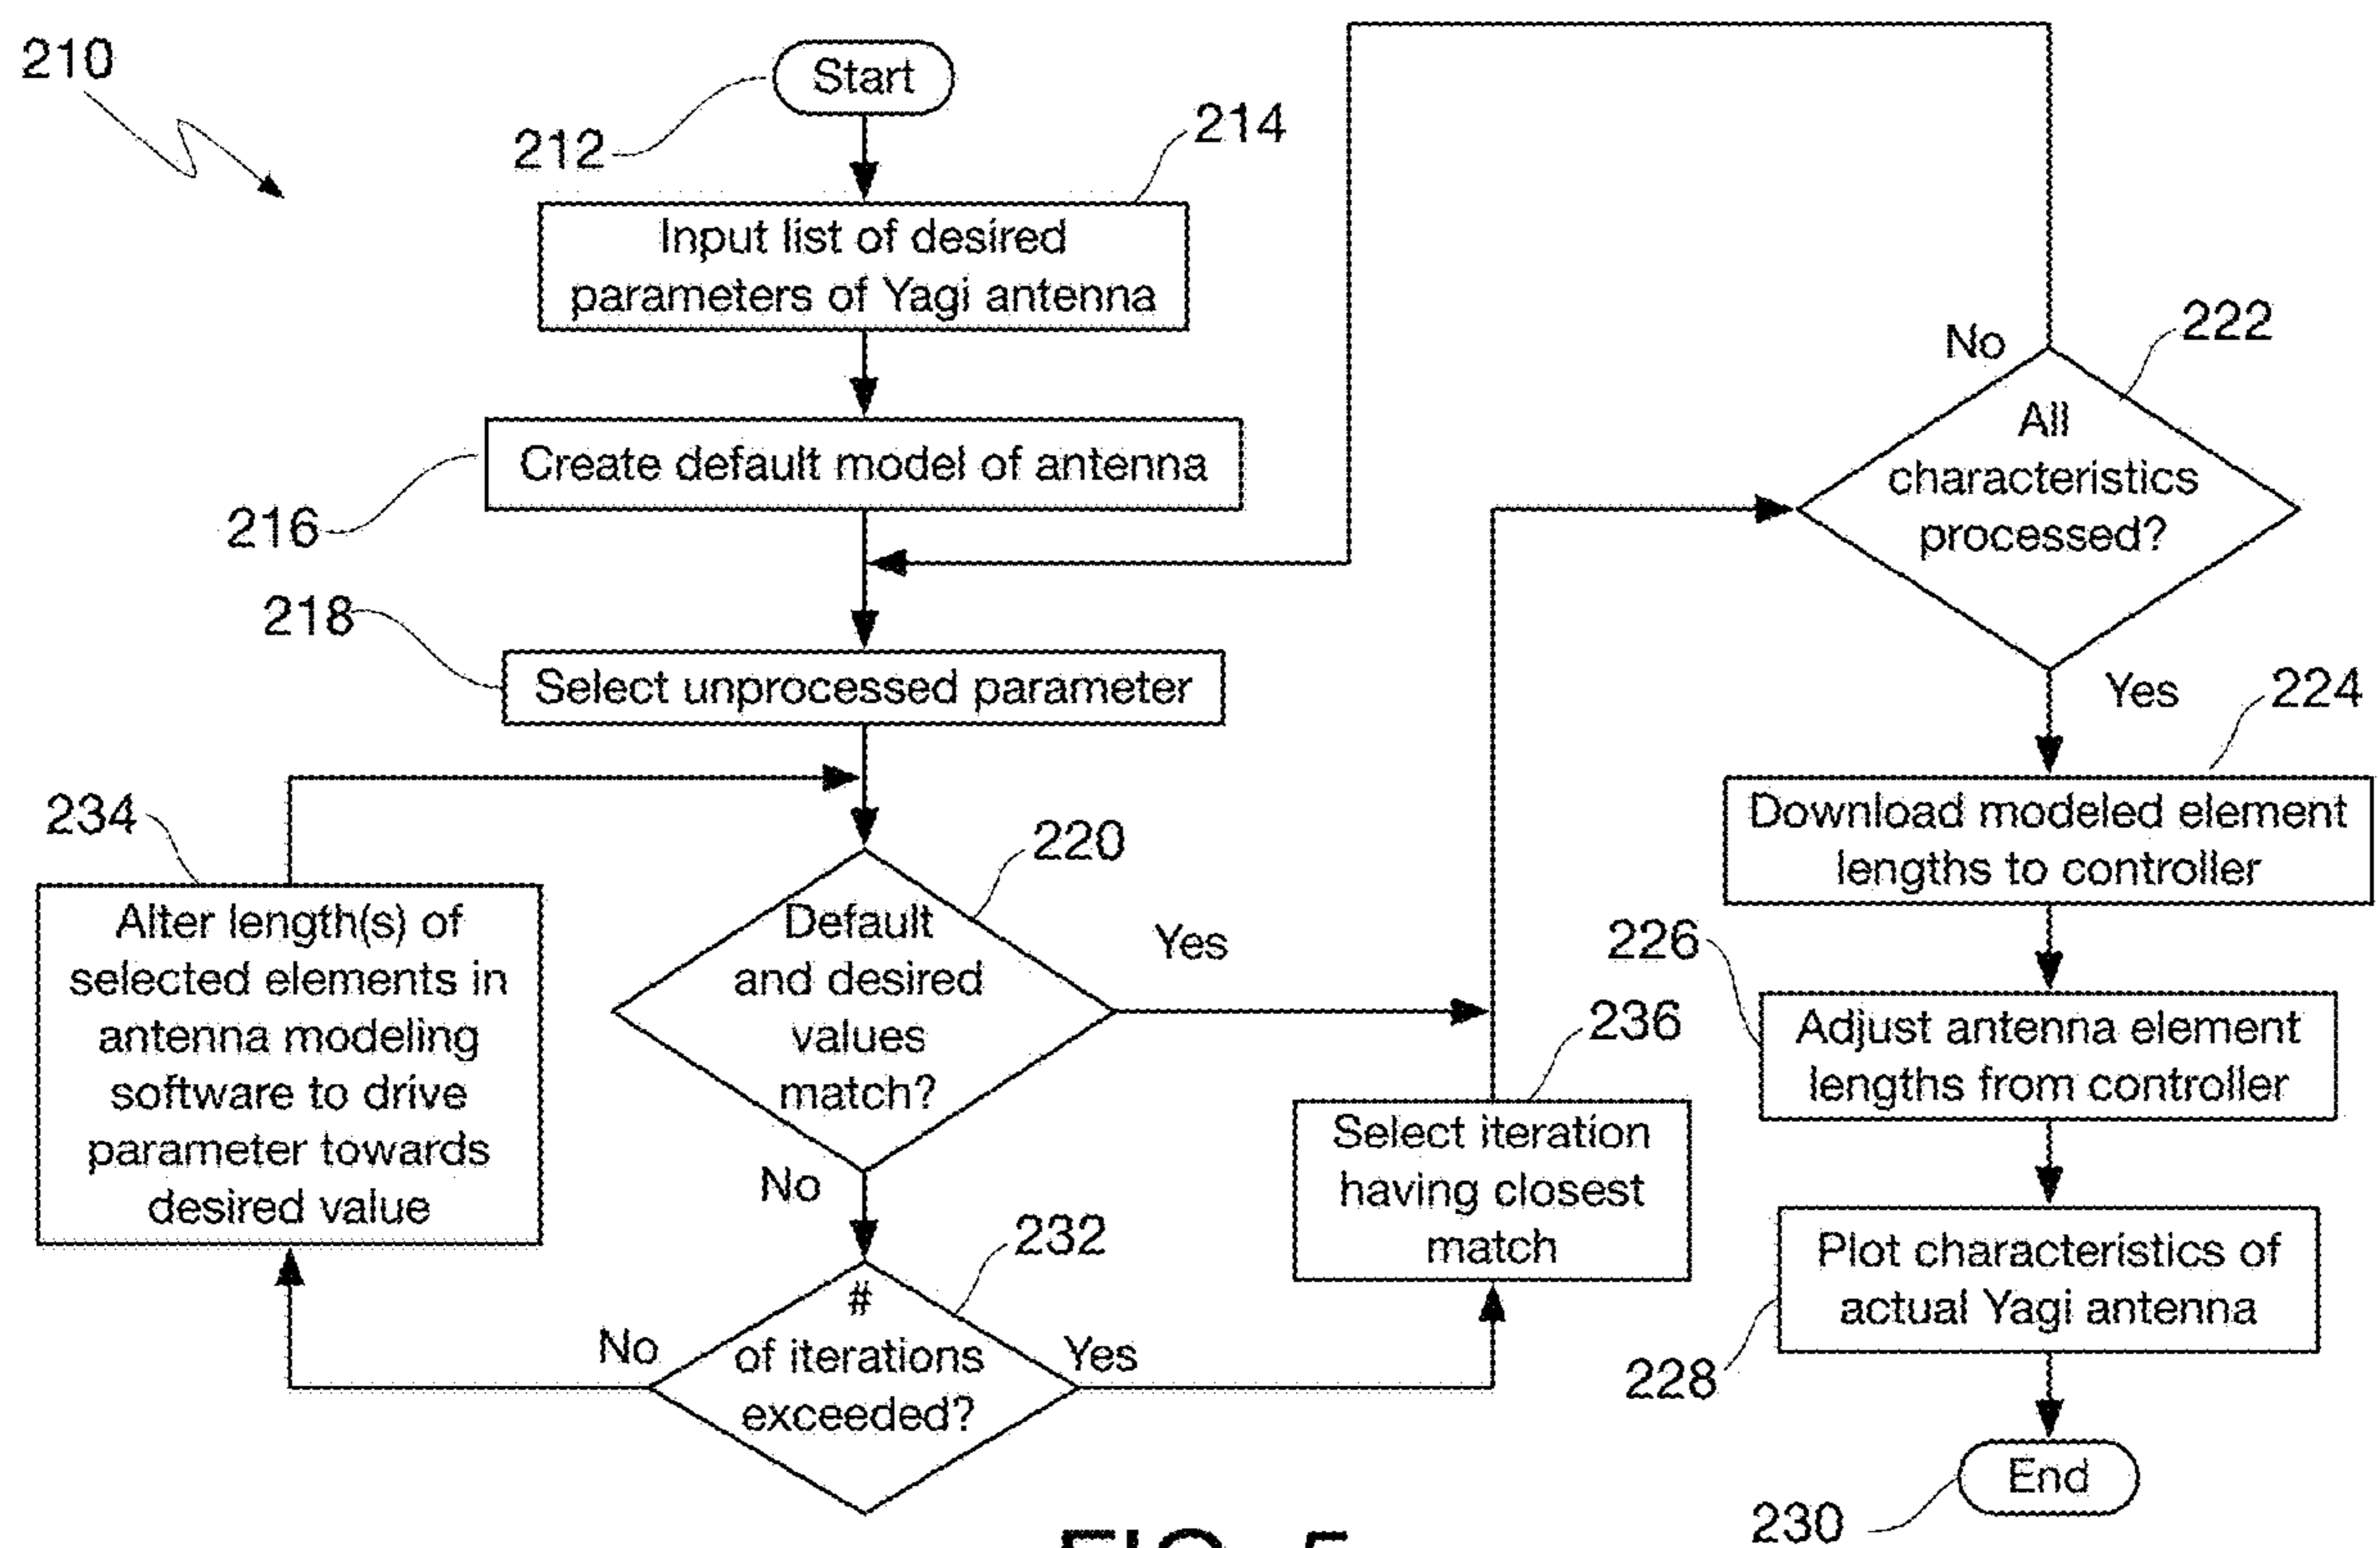 210
Start
212
214
Input list of desired
parameters of Yagi antenna
Create default model of antenna
216
218
Select unprocessed parameter
234
Alter length(s) of
selected elements in
antenna modeling
software to drive
parameter towards
desired value
220
Default
and desired
values
match?
Yes
No
232
#
of iterations
exceeded?
No
Yes
236
Select iteration
having closest
match
No
222
All
characteristics
processed?
Yes
224
Download modeled element
lengths to controller
226
Adjust antenna element
lengths from controller
Plot characteristics of
actual Yagi antenna
228
End
230
FIG. 5